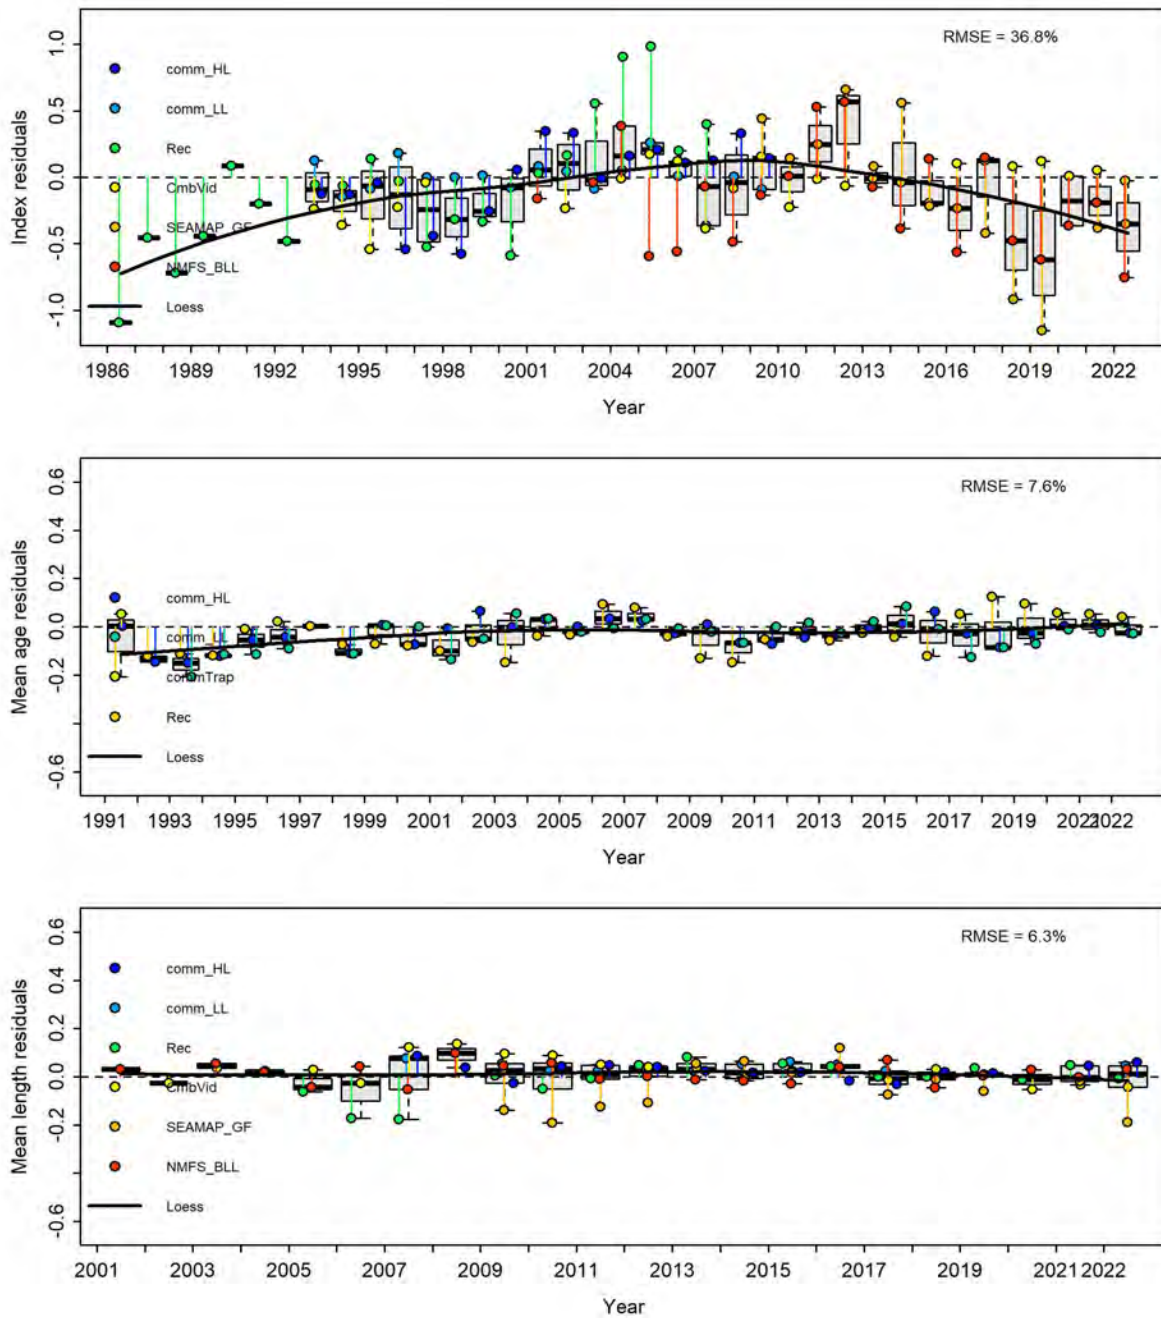 RMSE = 36.8%
1.0
0.5
0.0
-0.5
-1.0
Index residuals
comm_HL
comm_LL
Rec
CmbVid
SEAMAP_GF
NMFS_BLL
Loess
1986 1989 1992 1995 1998 2001 2004 2007 2010 2013 2016 2019 2022
Year
RMSE = 7.6%
0.6
0.4
0.2
0.0
-0.2
-0.6
Mean age residuals
comm_HL
comm_LL
commTrap
Rec
Loess
1991 1993 1995 1997 1999 2001 2003 2005 2007 2009 2011 2013 2015 2017 2019 2021 2022
Year
RMSE = 6.3%
0.6
0.4
0.2
0.0
-0.2
-0.6
Mean length residuals
comm_HL
comm_LL
Rec
CmbVid
SEAMAP_GF
NMFS_BLL
Loess
2001 2003 2005 2007 2009 2011 2013 2015 2017 2019 2021 2022
Year